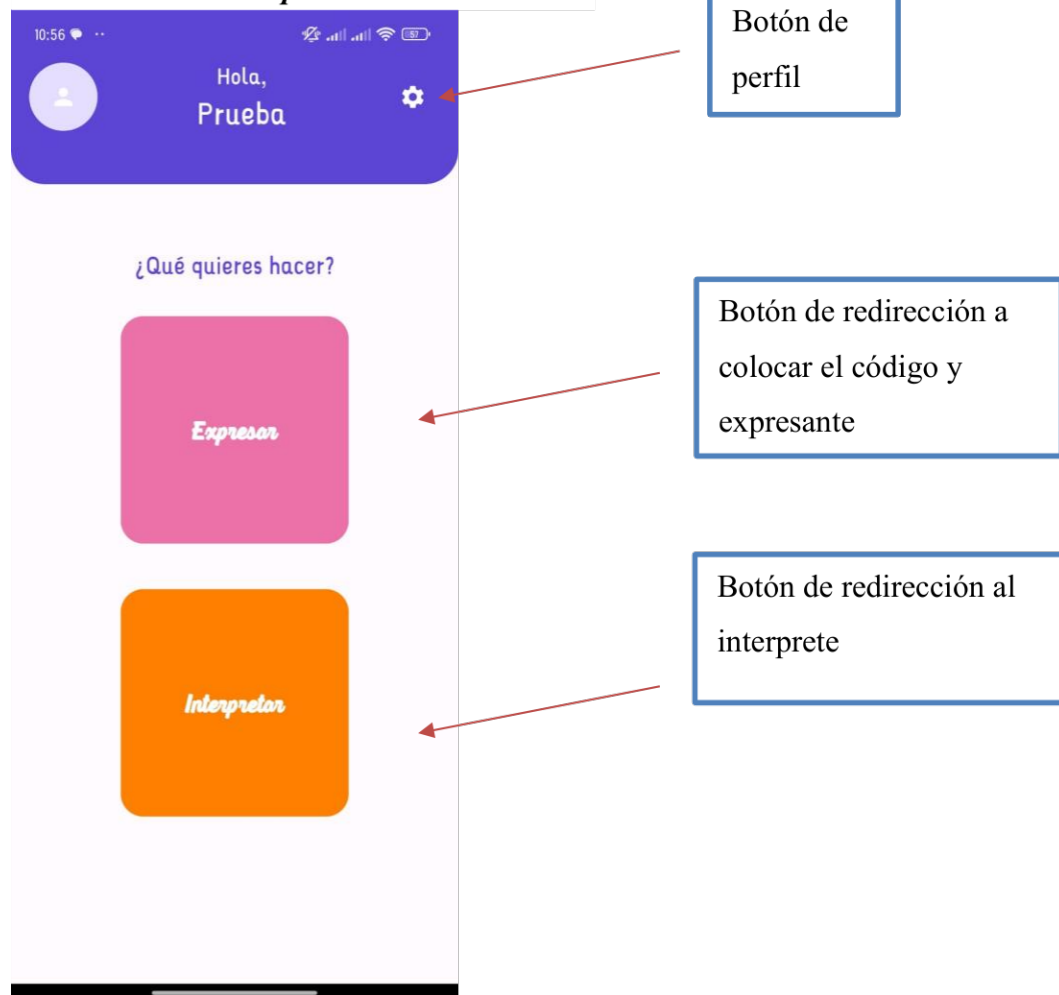 10:56
57
Hola,
Prueba
¿Qué quieres hacer?
Expresar
Interpretar
Botón de
perfil
Botón de redirección a
colocar el código y
expresante
Botón de redirección al
interprete